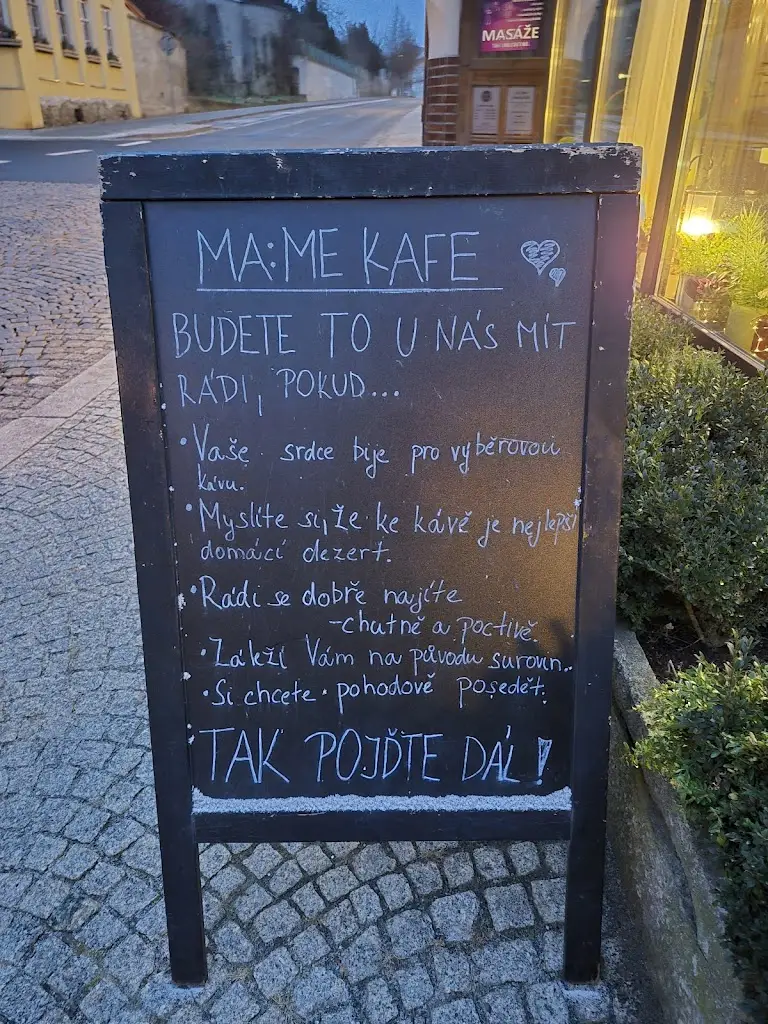 MASÁŽE
MA:ME KAFE
BUDETE TO U NÁS MÍT
RÁDI, POKUD...
•Vaše srdce bije pro výběrovou
kávu.
•Myslíte si, že ke kávě je nejlepší
domácí dezert.
•Rádi se dobře najíte
-chutně a poctivě.
•Záleží Vám na původu surovin..
•Si chcete pohodově posedět.
TAK POJĎTE DÁL!